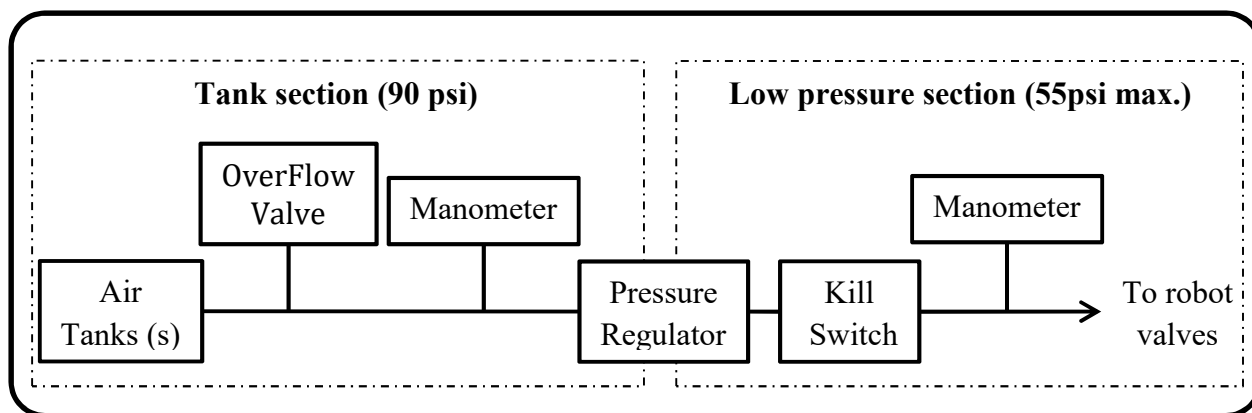 Tank section (90 psi)
Low pressure section (55psi max.)
OverFlow
Valve
Manometer
Manometer
Air
Tanks (s)
Pressure
Regulator
Kill
Switch
To robot
valves